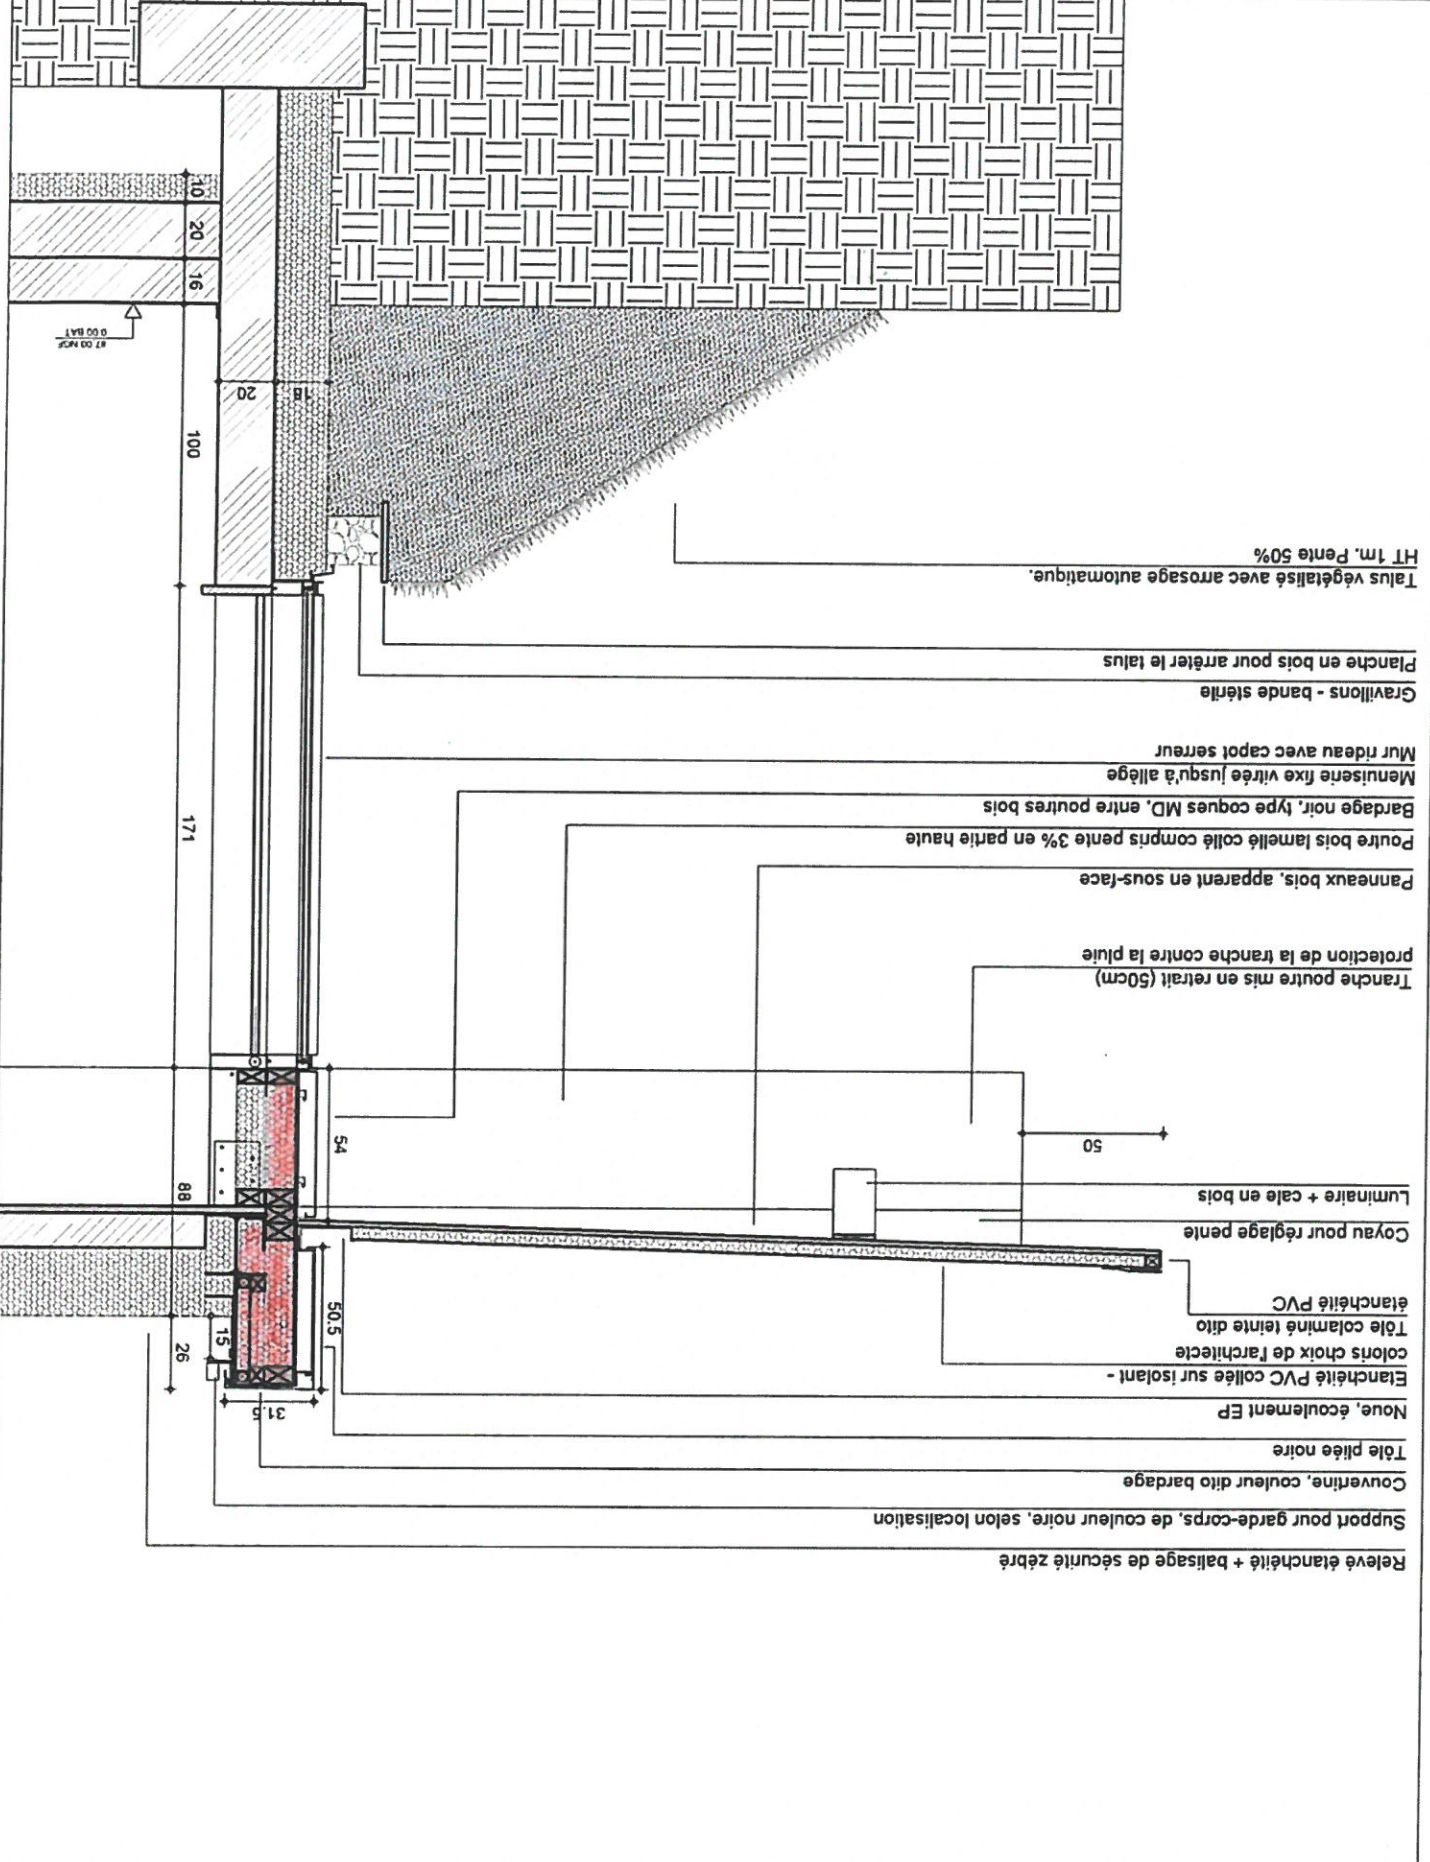 Relevé étanchéité + balisage de sécurité zébré
Support pour garde-corps, de couleur noire, selon localisation
Couvertine, couleur dito bardage
Tôle pliée noire
Noue, écoulement EP
Etanchéité PVC collée sur isolant -
coloris choix de l'architecte
Tôle colaminé teinte dito
étanchéité PVC
Coyau pour réglage pente
Luminaire + cale en bois
Tranche poutre mis en retrait (50cm)
protection de la tranche contre la pluie
Panneaux bois, apparent en sous-face
Poutre bois lamellé collé compris pente 3% en partie haute
Bardage noir, type coques MD, entre poutres bois
Menuiserie fixe vitrée jusqu'à allège
Mur rideau avec capot serreur
Gravillons - bande stérile
Planche en bois pour arrêter le talus
Talus végétalisé avec arrosage automatique.
HT 1m. Pente 50%
31.5
26
15
50.5
88
54
50
171
100
18
20
87.00 NGF
0.00 BAT
16
20
10